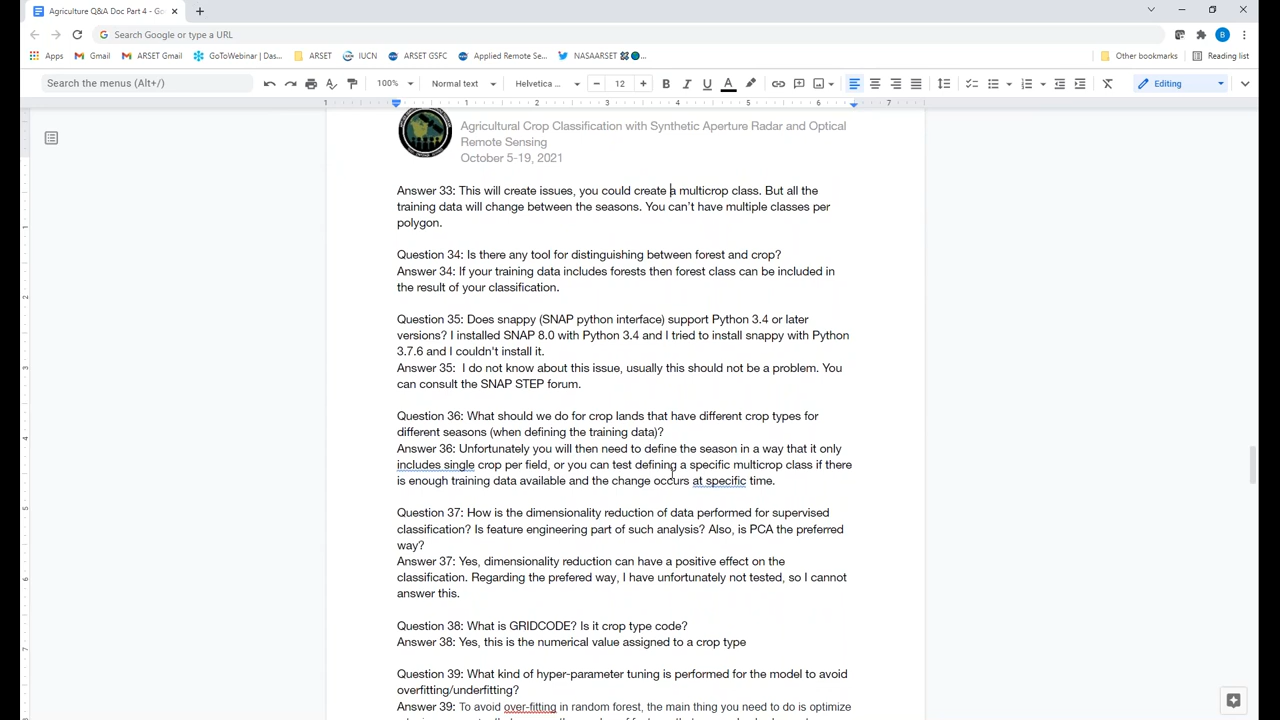 Agriculture Q&A Doc Part 4 - Go
Search Google or type a URL
B
Apps
Gmail
ARSET Gmail
GoToWebinar | Das...
ARSET
IUCN
ARSET GSFC
Applied Remote Se...
NASAARSET
Other bookmarks
Reading list
Search the menus (Alt+/)
100%
Normal text
Helvetica ...
12
B I U A
Editing
1 1 2 3 4 5 6 7
Agricultural Crop Classification with Synthetic Aperture Radar and Optical
Remote Sensing
October 5-19, 2021
Answer 33: This will create issues, you could create a multicrop class. But all the
training data will change between the seasons. You can't have multiple classes per
polygon.
Question 34: Is there any tool for distinguishing between forest and crop?
Answer 34: If your training data includes forests then forest class can be included in
the result of your classification.
Question 35: Does snappy (SNAP python interface) support Python 3.4 or later
versions? I installed SNAP 8.0 with Python 3.4 and I tried to install snappy with Python
3.7.6 and I couldn't install it.
Answer 35:  I do not know about this issue, usually this should not be a problem. You
can consult the SNAP STEP forum.
Question 36: What should we do for crop lands that have different crop types for
different seasons (when defining the training data)?
Answer 36: Unfortunately you will then need to define the season in a way that it only
includes single crop per field, or you can test defining a specific multicrop class if there
is enough training data available and the change occurs at specific time.
Question 37: How is the dimensionality reduction of data performed for supervised
classification? Is feature engineering part of such analysis? Also, is PCA the preferred
way?
Answer 37: Yes, dimensionality reduction can have a positive effect on the
classification. Regarding the prefered way, I have unfortunately not tested, so I cannot
answer this.
Question 38: What is GRIDCODE? Is it crop type code?
Answer 38: Yes, this is the numerical value assigned to a crop type
Question 39: What kind of hyper-parameter tuning is performed for the model to avoid
overfitting/underfitting?
Answer 39: To avoid over-fitting in random forest, the main thing you need to do is optimize